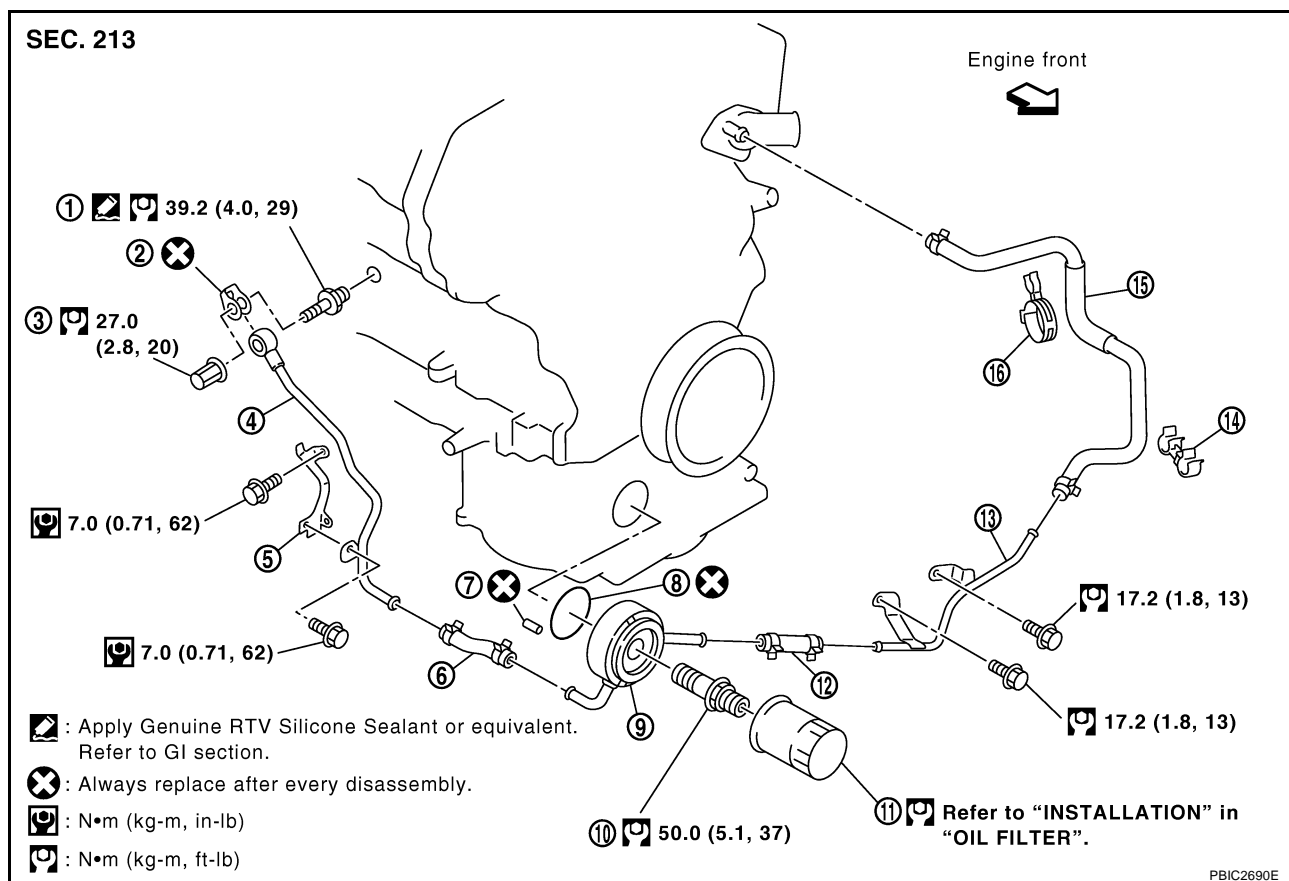 SEC. 213
Engine front
① 39.2 (4.0, 29)
②
③ 27.0
(2.8, 20)
④
⑮
⑯
⑭
7.0 (0.71, 62)
⑤
⑬
⑦
⑧
17.2 (1.8, 13)
7.0 (0.71, 62)
⑥
⑫
⑨
17.2 (1.8, 13)
: Apply Genuine RTV Silicone Sealant or equivalent.
Refer to GI section.
: Always replace after every disassembly.
: N•m (kg-m, in-lb)
: N•m (kg-m, ft-lb)
⑩ 50.0 (5.1, 37)
⑪ Refer to “INSTALLATION” in
“OIL FILTER”.
PBIC2690E